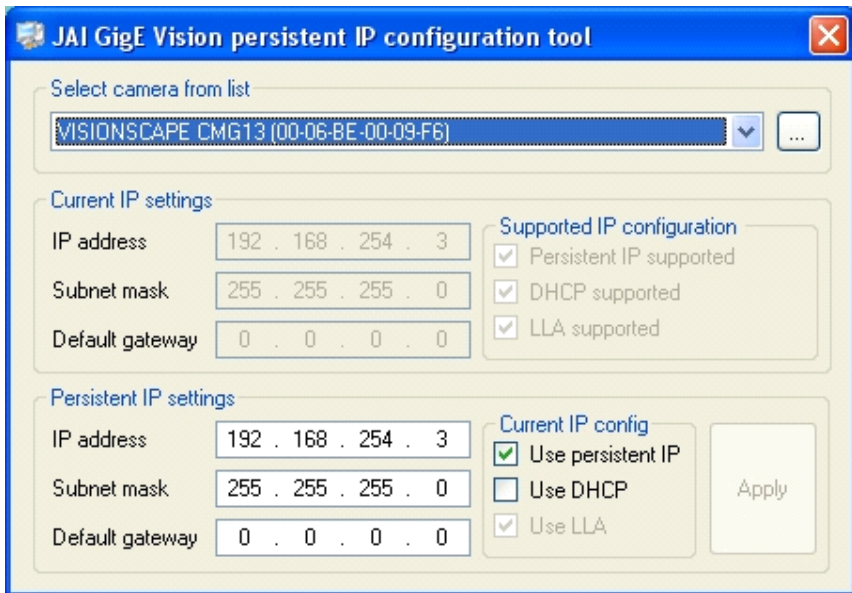 JAI GigE Vision persistent IP configuration tool
Select camera from list
VISIONSCAPE CMG13 (00-06-BE-00-09-F6)
...
Current IP settings
IP address 192 . 168 . 254 . 3
Subnet mask 255 . 255 . 255 . 0
Default gateway 0 . 0 . 0 . 0
Supported IP configuration
Persistent IP supported
DHCP supported
LLA supported
Persistent IP settings
IP address 192 . 168 . 254 . 3
Subnet mask 255 . 255 . 255 . 0
Default gateway 0 . 0 . 0 . 0
Current IP config
Use persistent IP
Use DHCP
Use LLA
Apply